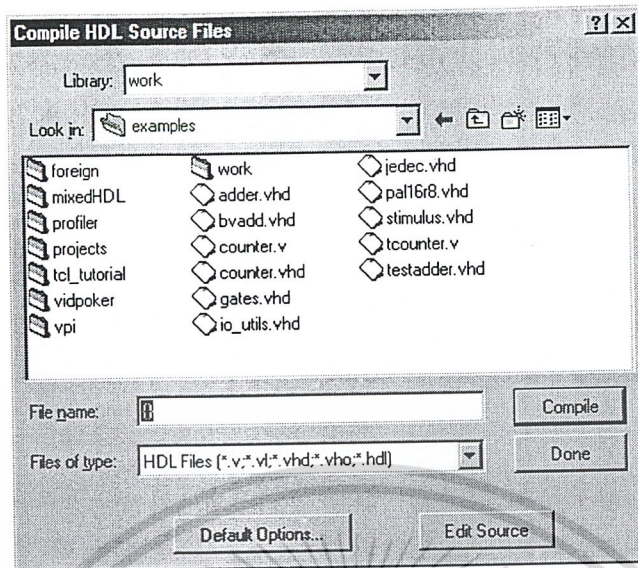 Compile HDL Source Files
Library: work
Look in: examples
foreign
mixedHDL
profiler
projects
tcl_tutorial
vidpoker
vpi
work
adder.vhd
bvadd.vhd
counter.v
counter.vhd
gates.vhd
io_utils.vhd
jedec.vhd
pal16r8.vhd
stimulus.vhd
tcounter.v
testadder.vhd
File name:
Compile
Files of type: HDL Files (*.v;*.vl;*.vhd;*.vho;*.hdl)
Done
Default Options... Edit Source